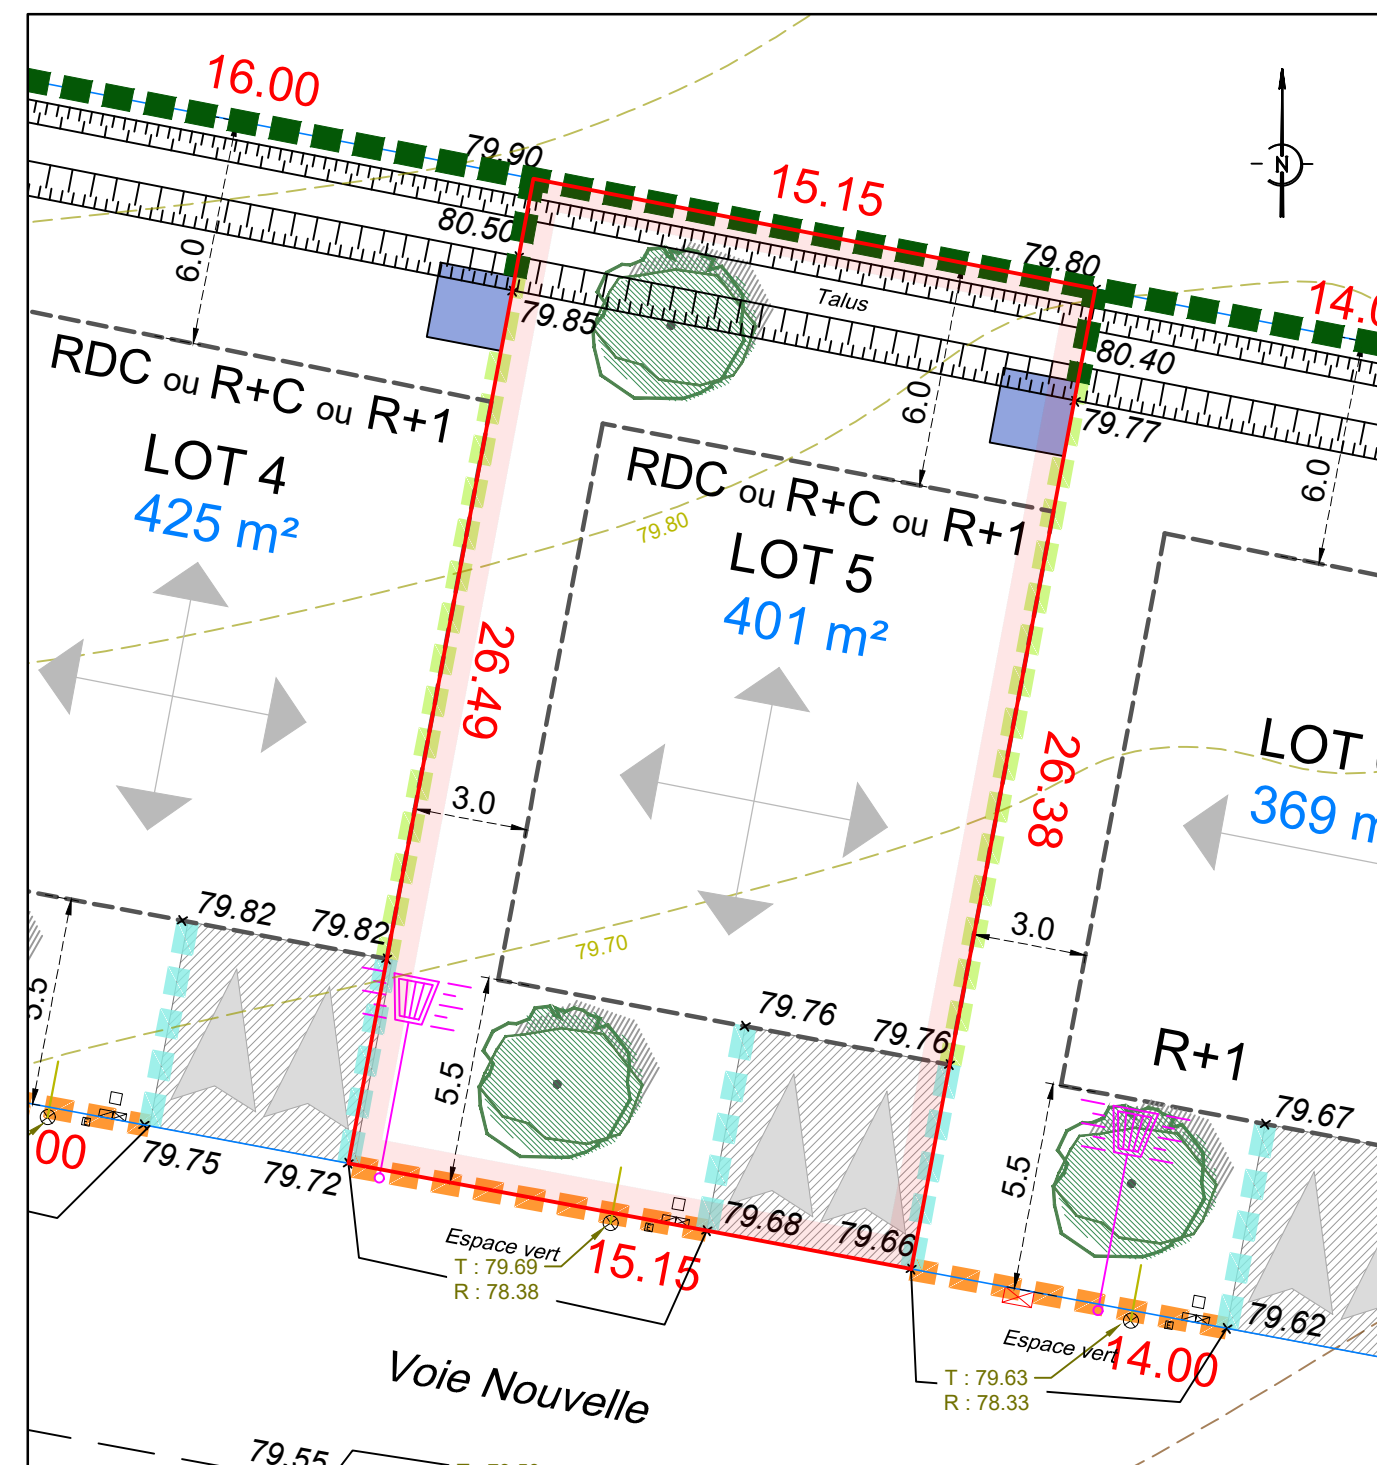 16.00
79.90
15.15
N
80.50
79.80
14.0
6.0
Talus
79.85
80.40
6.0
79.77
6.0
RDC ou R+C ou R+1
LOT 4
425 m²
RDC ou R+C ou R+1
79.80
LOT 5
401 m²
26.49
26.38
LOT
369 m
3.0
3.0
79.82
79.82
79.70
79.76
79.76
R+1
5.5
5.5
5.5
79.67
E
00
79.75
79.72
79.68
79.66
E
E
79.62
Espace vert
15.15
T : 79.69
R : 78.38
Espace vert
14.00
T : 79.63
R : 78.33
Voie Nouvelle
79.55